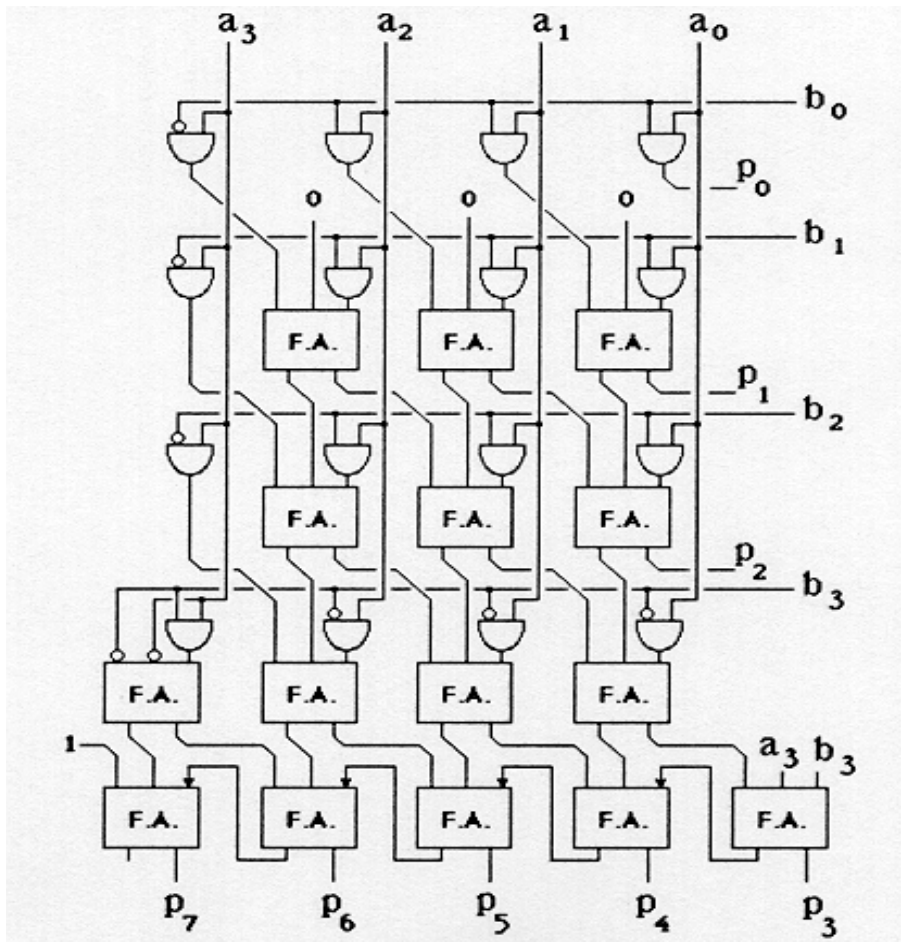 a3 a2 a1 a0
b0
p0
0 0 0
b1
F.A. F.A. F.A.
p1
b2
F.A. F.A. F.A.
p2
b3
F.A. F.A. F.A. F.A.
1 a3 b3
F.A. F.A. F.A. F.A. F.A.
p7 p6 p5 p4 p3